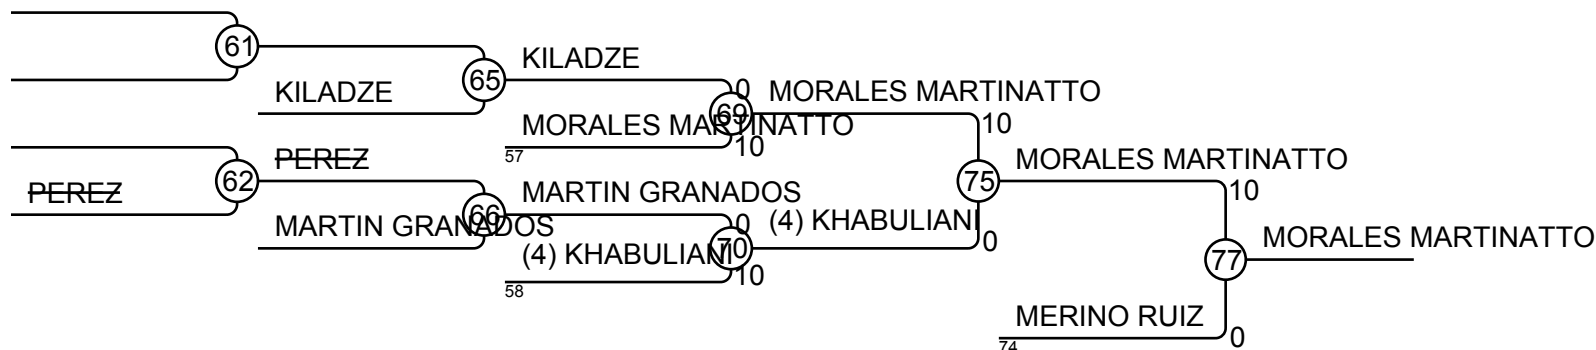 61
KILADZE
65
KILADZE
0
69
MORALES MARTINATTO
MORALES MARTINATTO
57
10
10
PEREZ
62
PEREZ
MARTIN GRANADOS
66
MARTIN GRANADOS
0
(4) KHABULIANI
58
70
10
(4) KHABULIANI
0
75
MORALES MARTINATTO
10
77
MORALES MARTINATTO
MERINO RUIZ
74
0